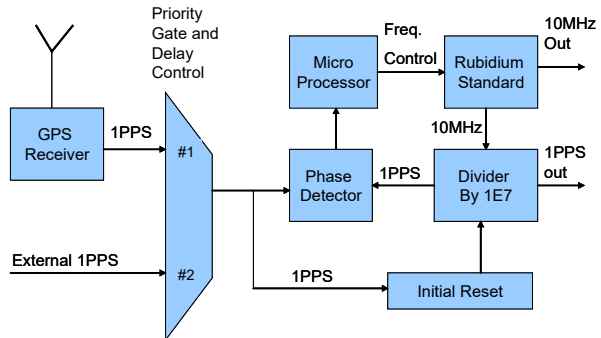 Priority
Gate and
Delay
Control
Freq.
Control
10MHz
Out
Micro
Processor
Rubidium
Standard
10MHz
GPS
Receiver
1PPS
#1
Phase
Detector
1PPS
Divider
By 1E7
1PPS
out
External 1PPS
#2
1PPS
Initial Reset